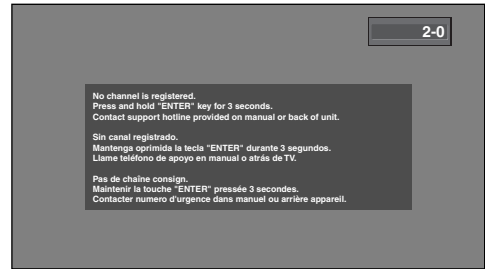 2-0
No channel is registered.
Press and hold "ENTER" key for 3 seconds.
Contact support hotline provided on manual or back of unit.
Sin canal registrado.
Mantenga oprimida la tecla "ENTER" durante 3 segundos.
Llame teléfono de apoyo en manual o atrás de TV.
Pas de chaîne consign.
Maintenir la touche "ENTER" pressée 3 secondes.
Contacter numero d'urgence dans manuel ou arrière appareil.